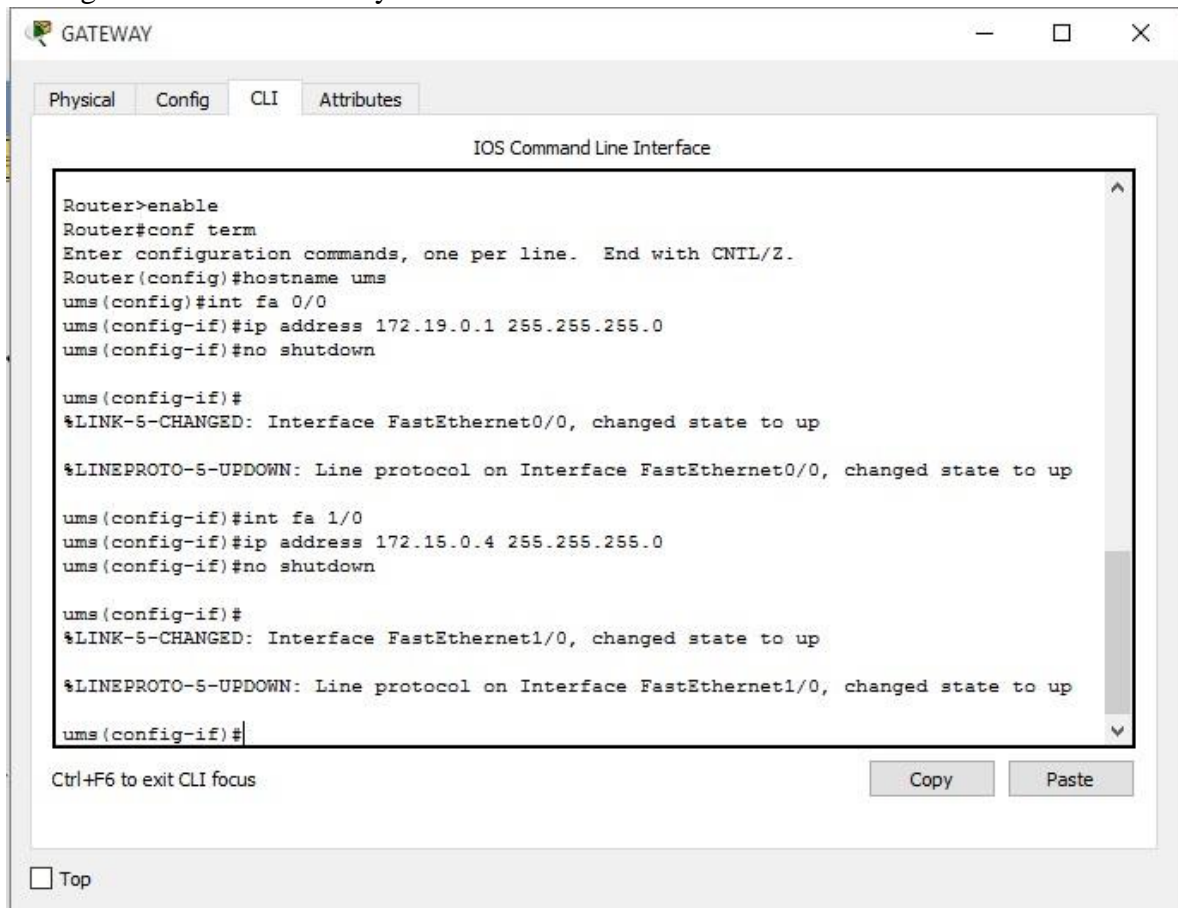 GATEWAY
Physical Config CLI Attributes
IOS Command Line Interface
Router>enable
Router#conf term
Enter configuration commands, one per line.  End with CNTL/Z.
Router(config)#hostname ums
ums(config)#int fa 0/0
ums(config-if)#ip address 172.19.0.1 255.255.255.0
ums(config-if)#no shutdown
ums(config-if)#
%LINK-5-CHANGED: Interface FastEthernet0/0, changed state to up
%LINEPROTO-5-UPDOWN: Line protocol on Interface FastEthernet0/0, changed state to up
ums(config-if)#int fa 1/0
ums(config-if)#ip address 172.15.0.4 255.255.255.0
ums(config-if)#no shutdown
ums(config-if)#
%LINK-5-CHANGED: Interface FastEthernet1/0, changed state to up
%LINEPROTO-5-UPDOWN: Line protocol on Interface FastEthernet1/0, changed state to up
ums(config-if)#
Ctrl+F6 to exit CLI focus
Copy Paste
Top